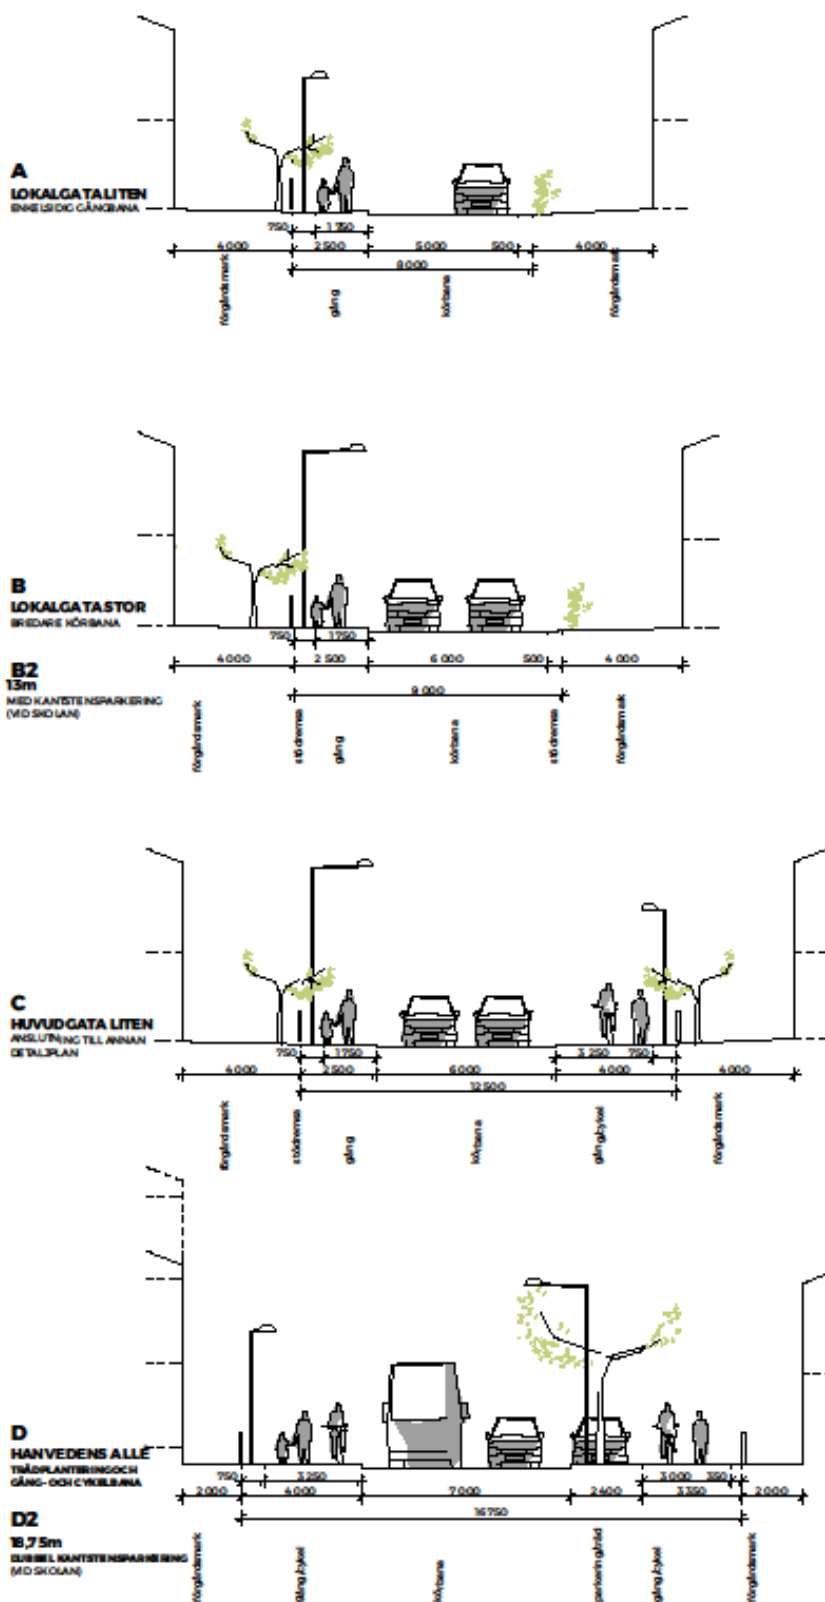 A
LOKALGATA LITEN
ENKELSIDIG GÅNGBANA
750 1 750
4 000 2 500 5 000 500 4 000
8 000
förgårdsmark gång körbana förgårdsmark
B
LOKALGATA STOR
BREDARE KÖRBANA
750 1 750
B2
13m
MED KANTSTENSPARKERING
(VID SKOLAN)
4 000 2 500 6 000 500 4 000
9 000
förgårdsmark stödremsa gång körbana stödremsa förgårdsmark
C
HUVUDGATA LITEN
ANSLUTNING TILL ANNAN
DETALJPLAN
750 1 750 3 250 750
4 000 2 500 6 000 4 000 4 000
12 500
förgårdsmark stödremsa gång körbana gång/cykel förgårdsmark
D
HANVEDENS ALLÉ
TRÄDPLANTERING OCH
GÅNG- OCH CYKELBANA
750 3 250 3 000 350
2 000 4 000 7 000 2 400 3 350 2 000
16 750
D2
18,75m
DUBBEL KANTSTENSPARKERING
(VID SKOLAN)
förgårdsmark gång/cykel körbana parkering/träd gång/cykel förgårdsmark